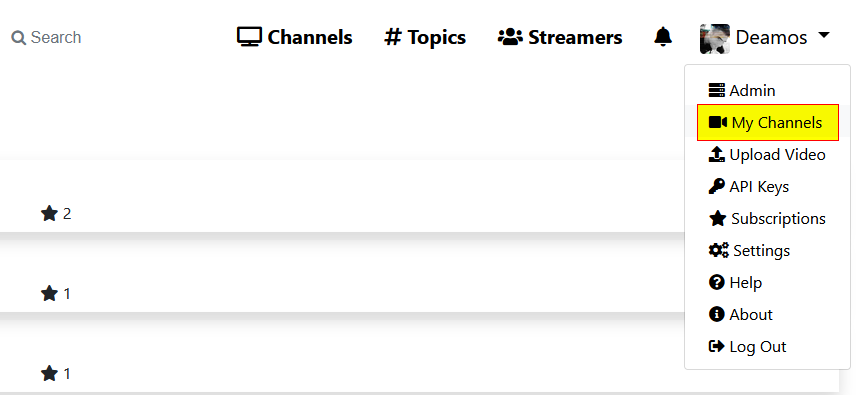 Search
Channels
# Topics
Streamers
Deamos
Admin
My Channels
Upload Video
API Keys
Subscriptions
Settings
Help
About
Log Out
2
1
1